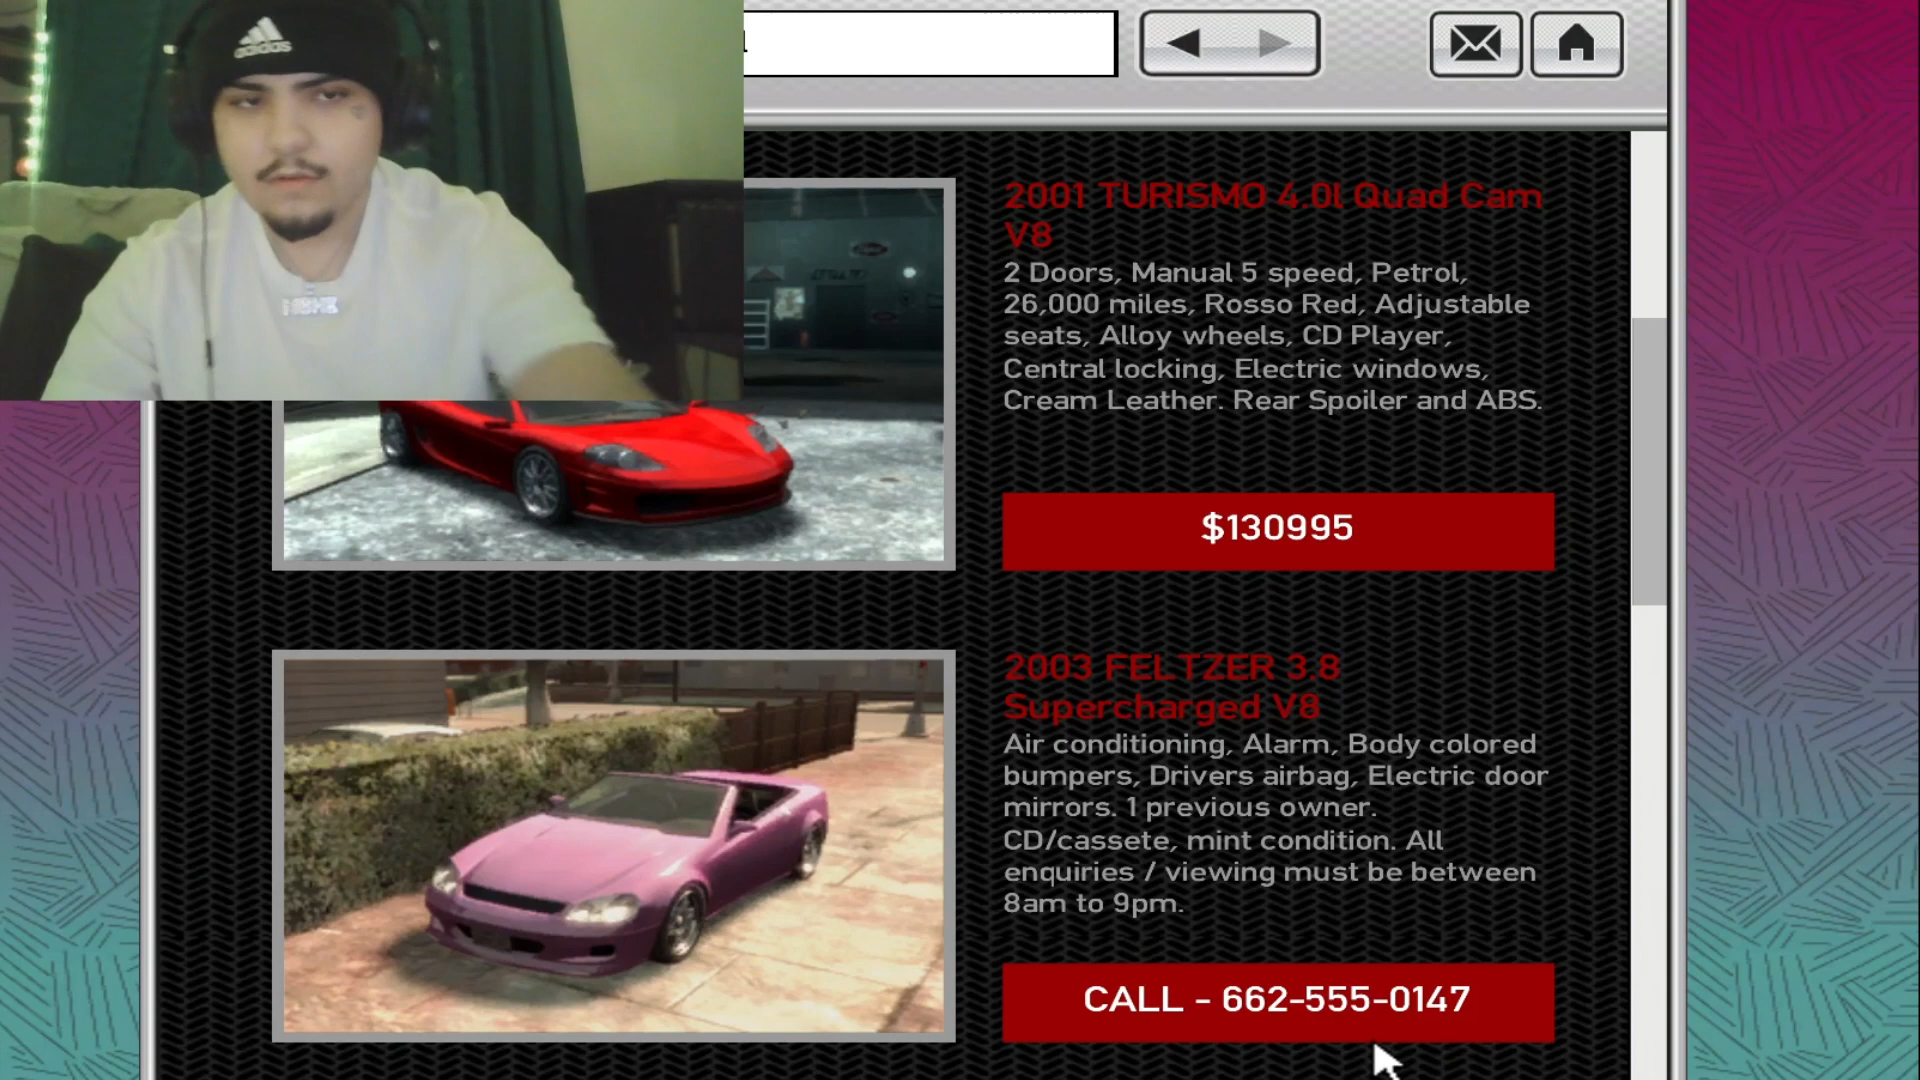 adidas
2001 TURISMO 4.0l Quad Cam
V8
2 Doors, Manual 5 speed, Petrol,
26,000 miles, Rosso Red, Adjustable
seats, Alloy wheels, CD Player,
Central locking, Electric windows,
Cream Leather. Rear Spoiler and ABS.
$130995
2003 FELTZER 3.8
Supercharged V8
Air conditioning, Alarm, Body colored
bumpers, Drivers airbag, Electric door
mirrors. 1 previous owner.
CD/cassete, mint condition. All
enquiries / viewing must be between
8am to 9pm.
CALL - 662-555-0147